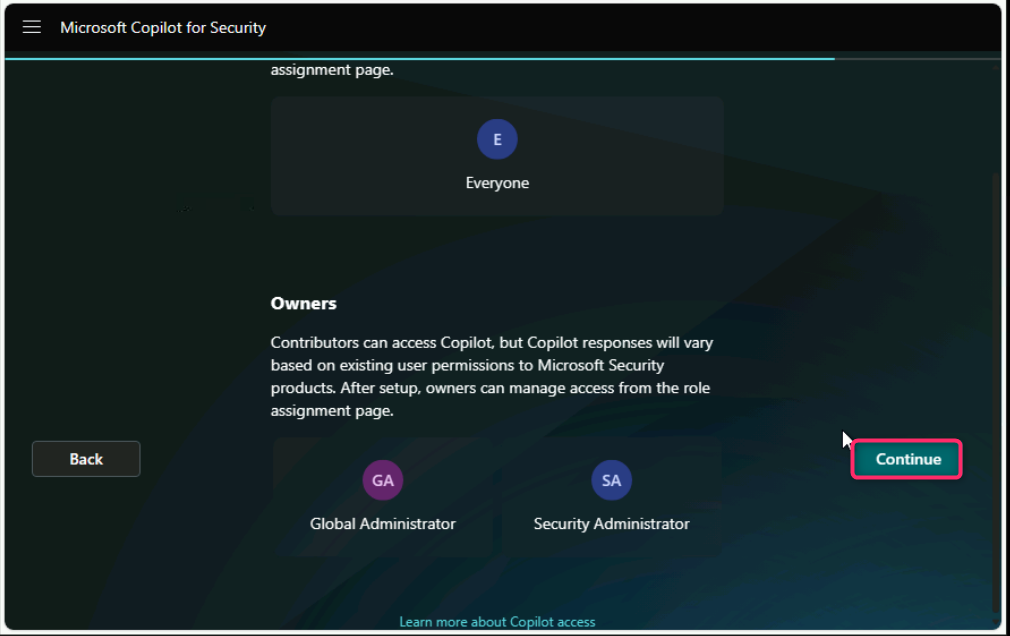 Microsoft Copilot for Security
assignment page.
E
Everyone
Owners
Contributors can access Copilot, but Copilot responses will vary
based on existing user permissions to Microsoft Security
products. After setup, owners can manage access from the role
assignment page.
Back
Continue
GA
SA
Global Administrator
Security Administrator
Learn more about Copilot access